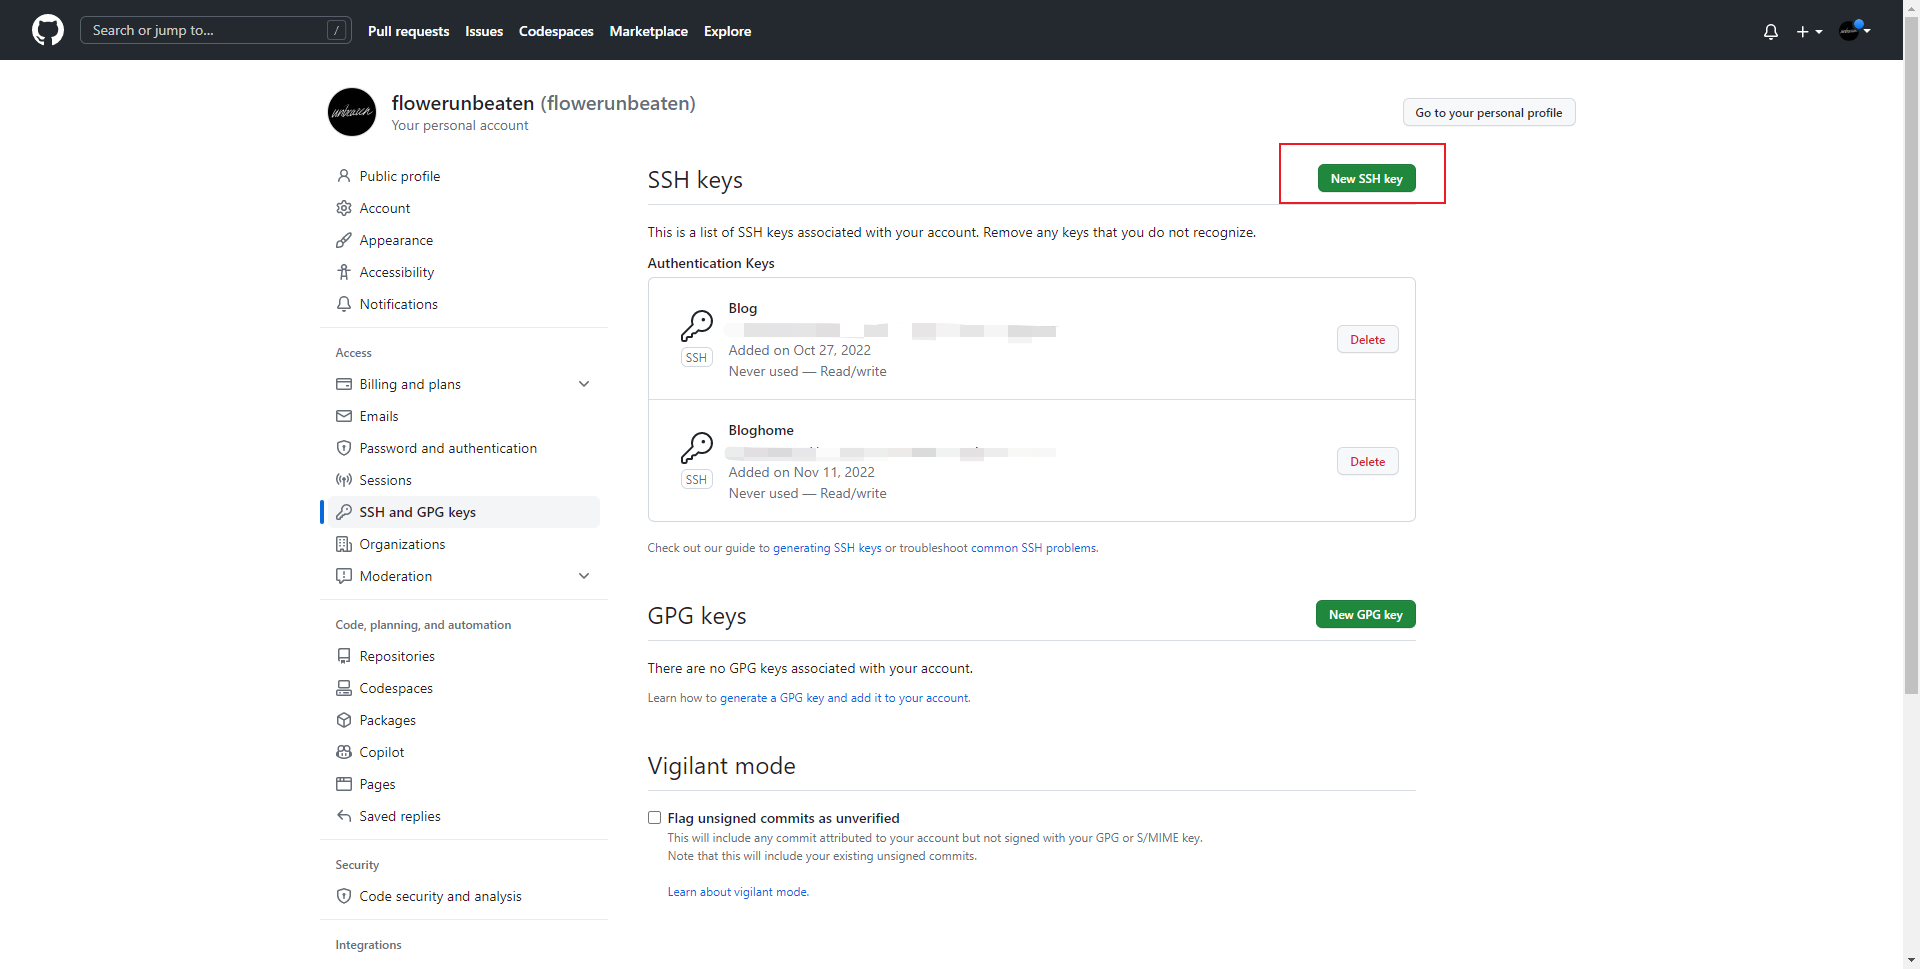 Search or jump to... /
Pull requests Issues Codespaces Marketplace Explore
flowerunbeaten (flowerunbeaten)
Your personal account
Go to your personal profile
Public profile
Account
Appearance
Accessibility
Notifications
Access
Billing and plans
Emails
Password and authentication
Sessions
SSH and GPG keys
Organizations
Moderation
Code, planning, and automation
Repositories
Codespaces
Packages
Copilot
Pages
Saved replies
Security
Code security and analysis
Integrations
SSH keys
New SSH key
This is a list of SSH keys associated with your account. Remove any keys that you do not recognize.
Authentication Keys
Blog
SSH
Added on Oct 27, 2022
Never used — Read/write
Delete
Bloghome
SSH
Added on Nov 11, 2022
Never used — Read/write
Delete
Check out our guide to generating SSH keys or troubleshoot common SSH problems.
GPG keys
New GPG key
There are no GPG keys associated with your account.
Learn how to generate a GPG key and add it to your account.
Vigilant mode
Flag unsigned commits as unverified
This will include any commit attributed to your account but not signed with your GPG or S/MIME key.
Note that this will include your existing unsigned commits.
Learn about vigilant mode.